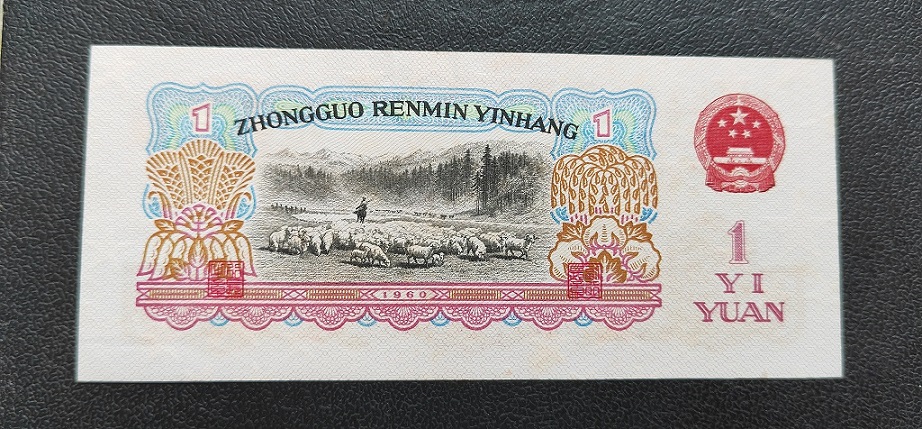 1
ZHONGGUO RENMIN YINHANG
1
1960
1
YI
YUAN